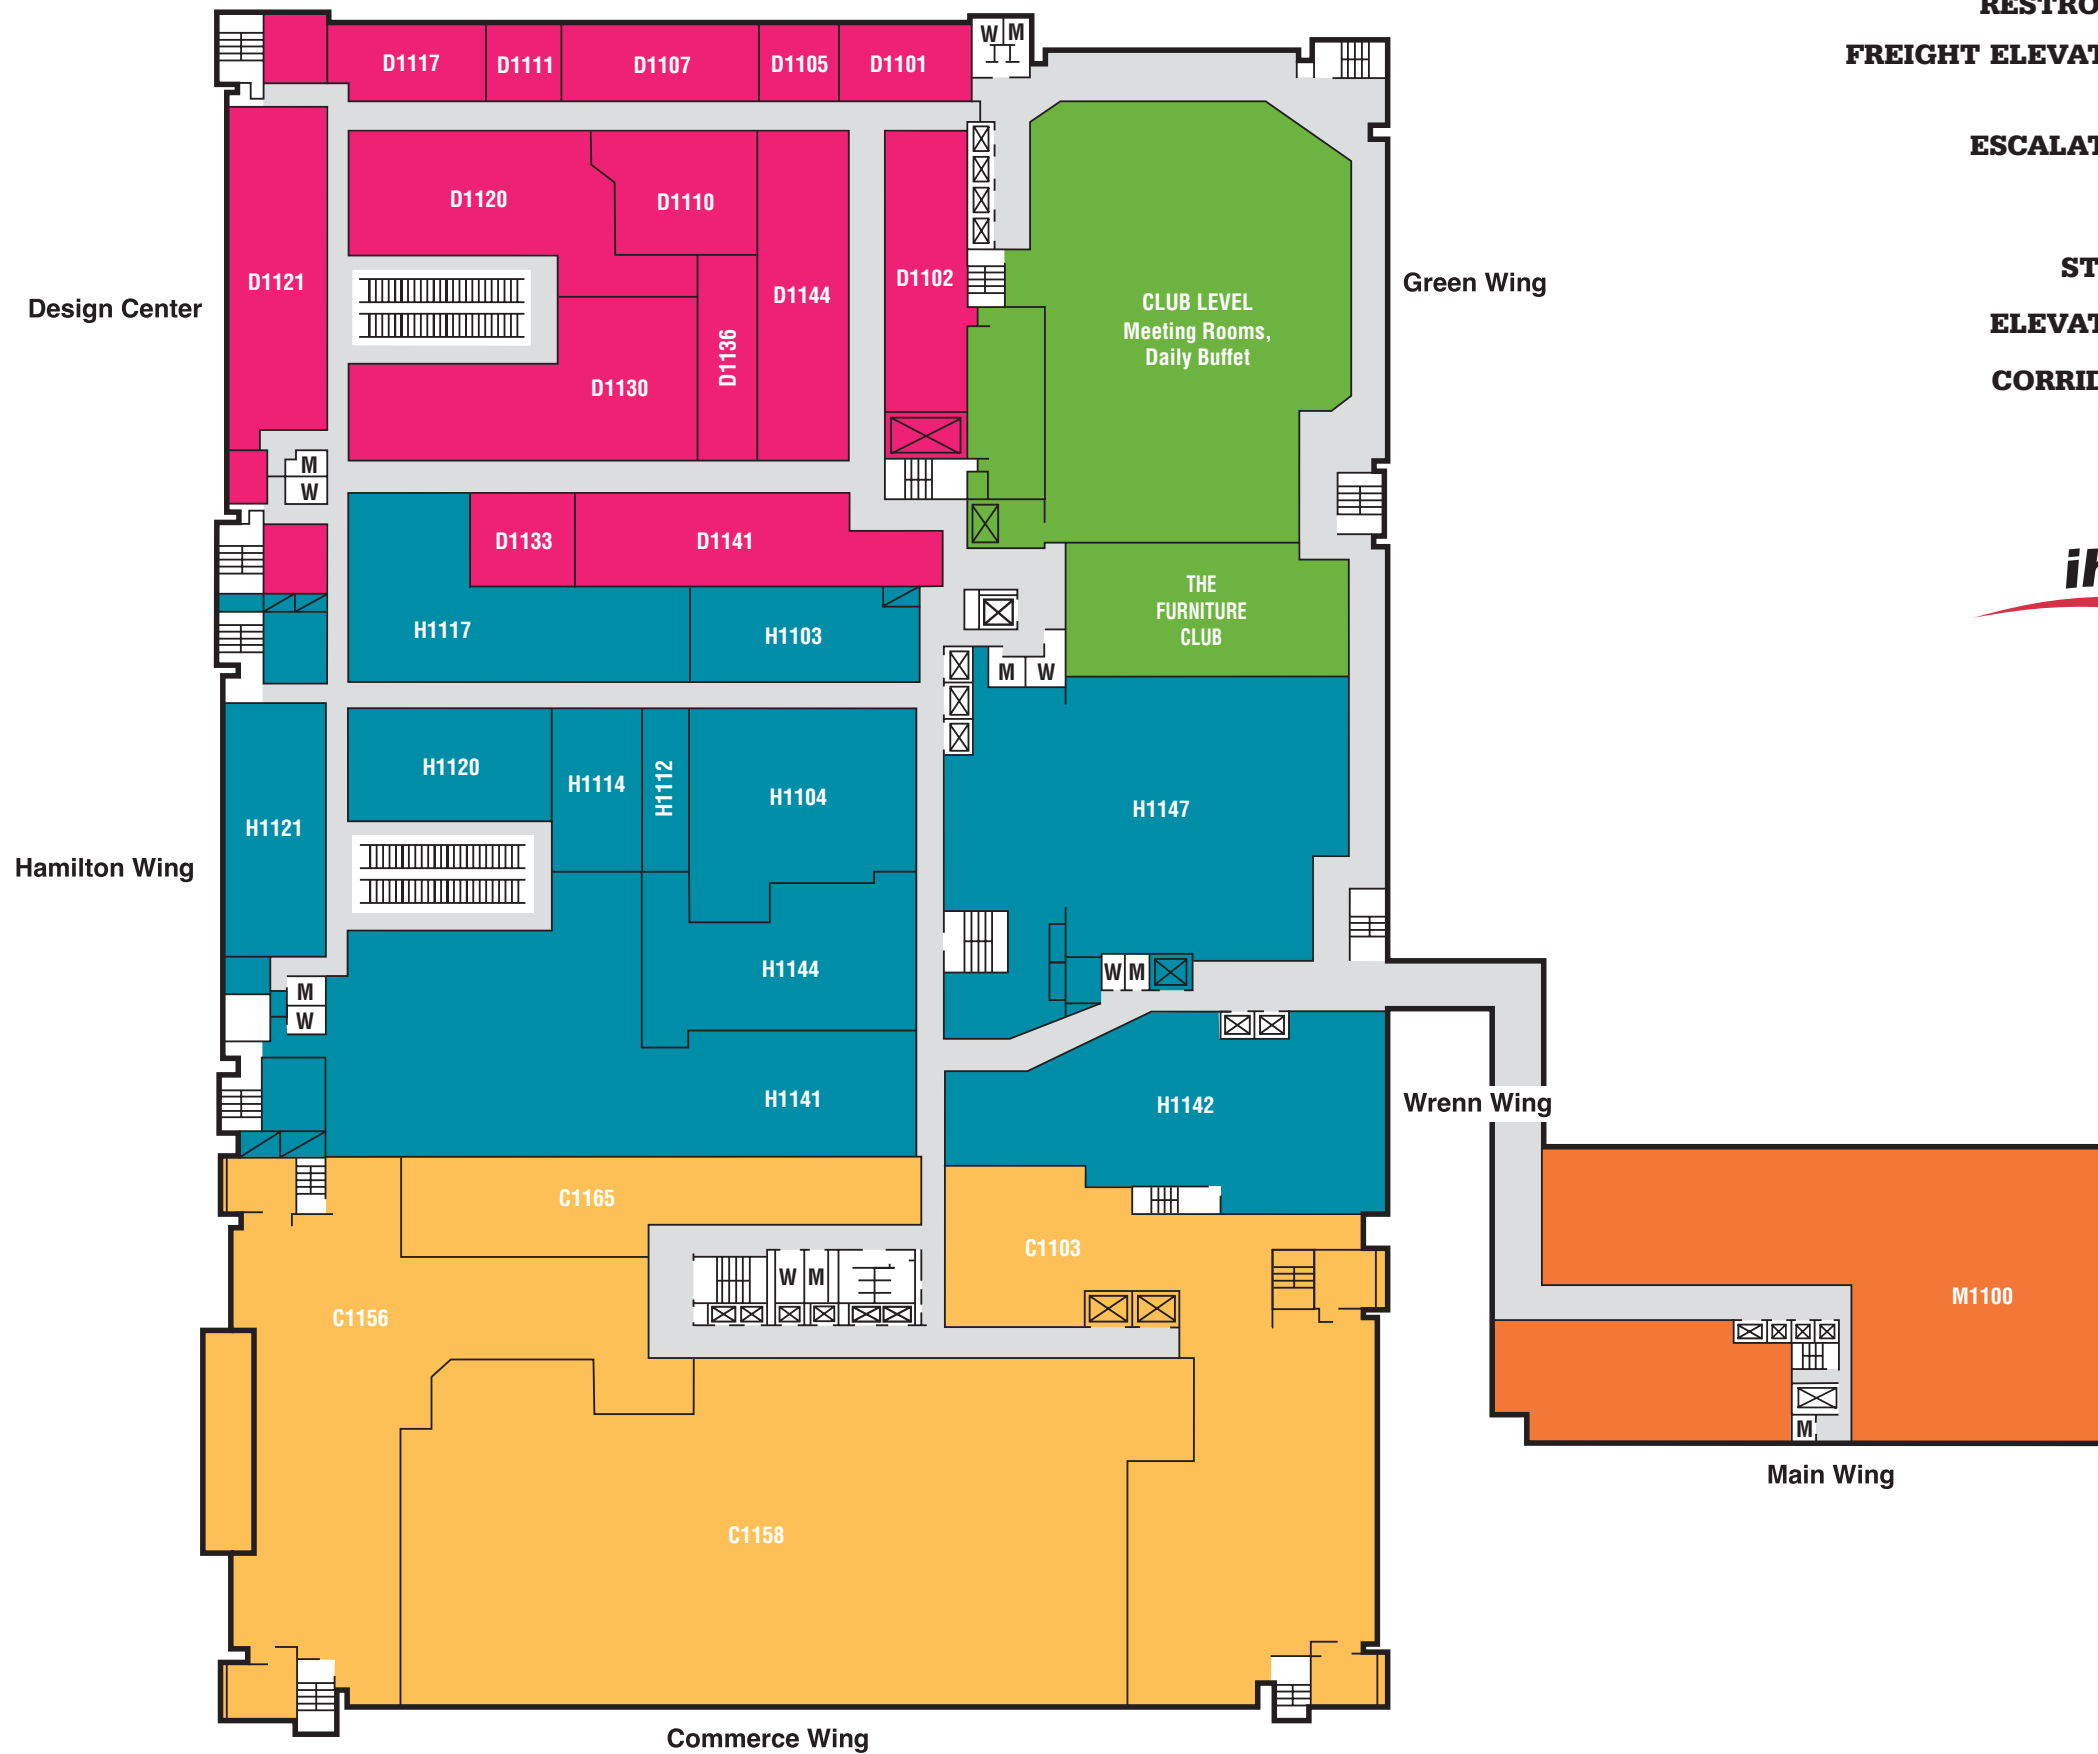 RESTRO
W M
FREIGHT ELEVAT
D1117
D1111
D1107
D1105
D1101
ESCALAT
D1120
D1110
ST
D1121
D1144
D1102
Green Wing
Design Center
CLUB LEVEL
Meeting Rooms,
Daily Buffet
ELEVAT
D1136
CORRID
D1130
M
W
D1133
D1141
THE
FURNITURE
CLUB
H1117
H1103
M W
H1120
H1114
H1112
H1104
H1147
H1121
Hamilton Wing
H1144
W M
M
W
H1141
H1142
Wrenn Wing
C1165
C1103
W M
M1100
C1156
M
Main Wing
C1158
Commerce Wing